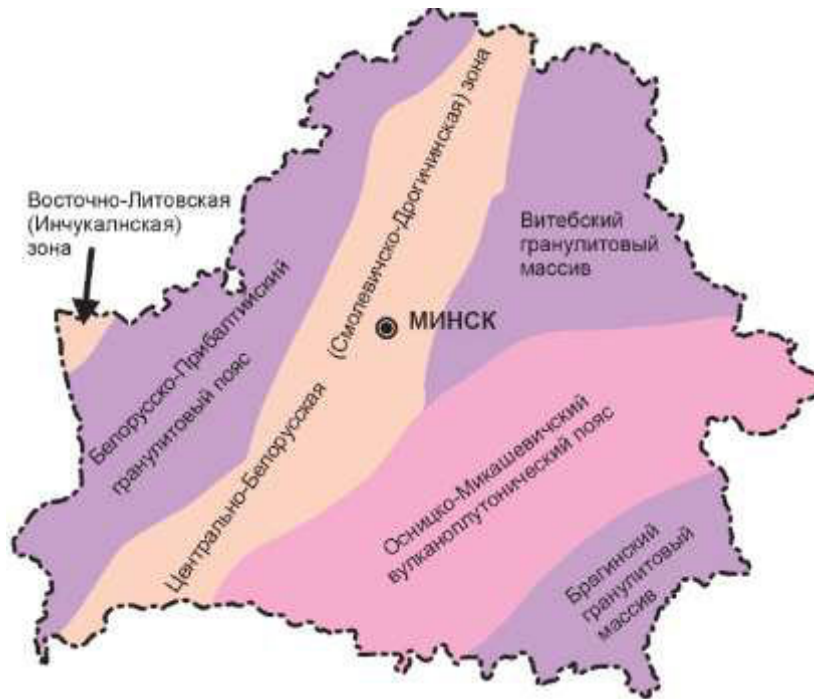 Восточно-Литовская
(Инчукалнская)
зона
Белорусско-Прибалтийский
гранулитовый пояс
Центрально-Белорусская
(Смолевичско-Дрогичинская) зона
Витебский
гранулитовый
массив
МИНСК
Осницко-Микашевичский
вулканоплутонический пояс
Брагинский
гранулитовый
массив